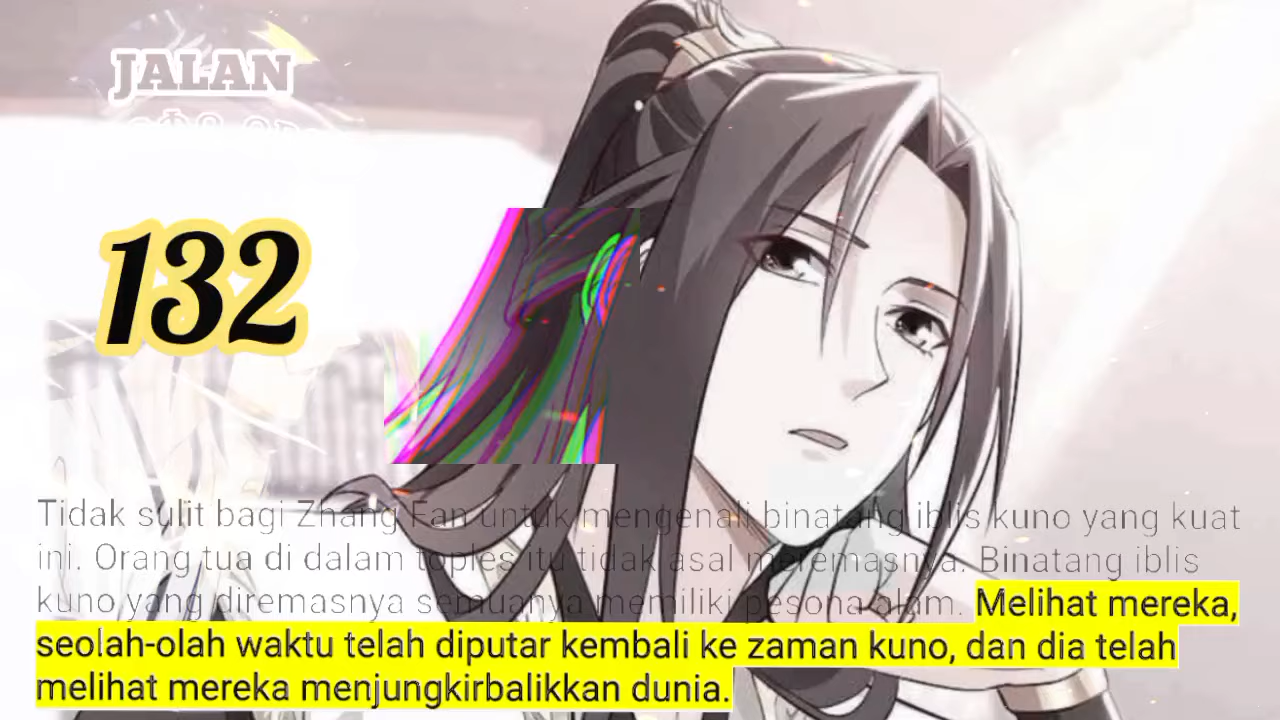 JALAN
132
Tidak sulit bagi Zhang Fan untuk mengenali binatang iblis kuno yang kuat
ini. Orang tua di dalam toples itu tidak asal meremasnya. Binatang iblis
kuno yang diremasnya semuanya memiliki pesona alam. Melihat mereka,
seolah-olah waktu telah diputar kembali ke zaman kuno, dan dia telah
melihat mereka menjungkirbalikkan dunia.